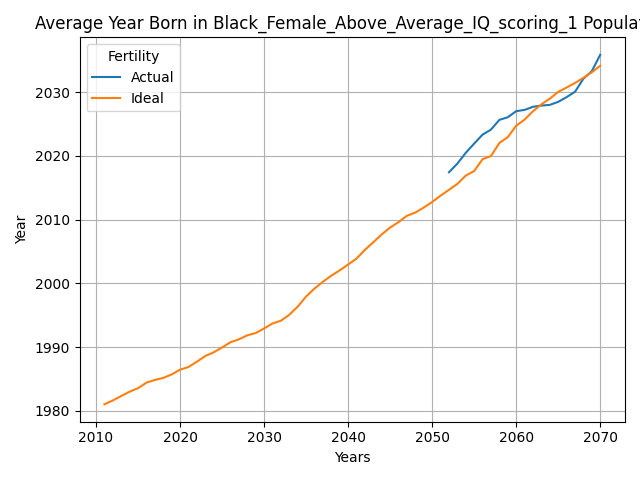 Average Year Born in Black_Female_Above_Average_IQ_scoring_1 Populat
Fertility
Actual
Ideal
2030
2020
2010
2000
1990
1980
Year
2010 2020 2030 2040 2050 2060 2070
Years